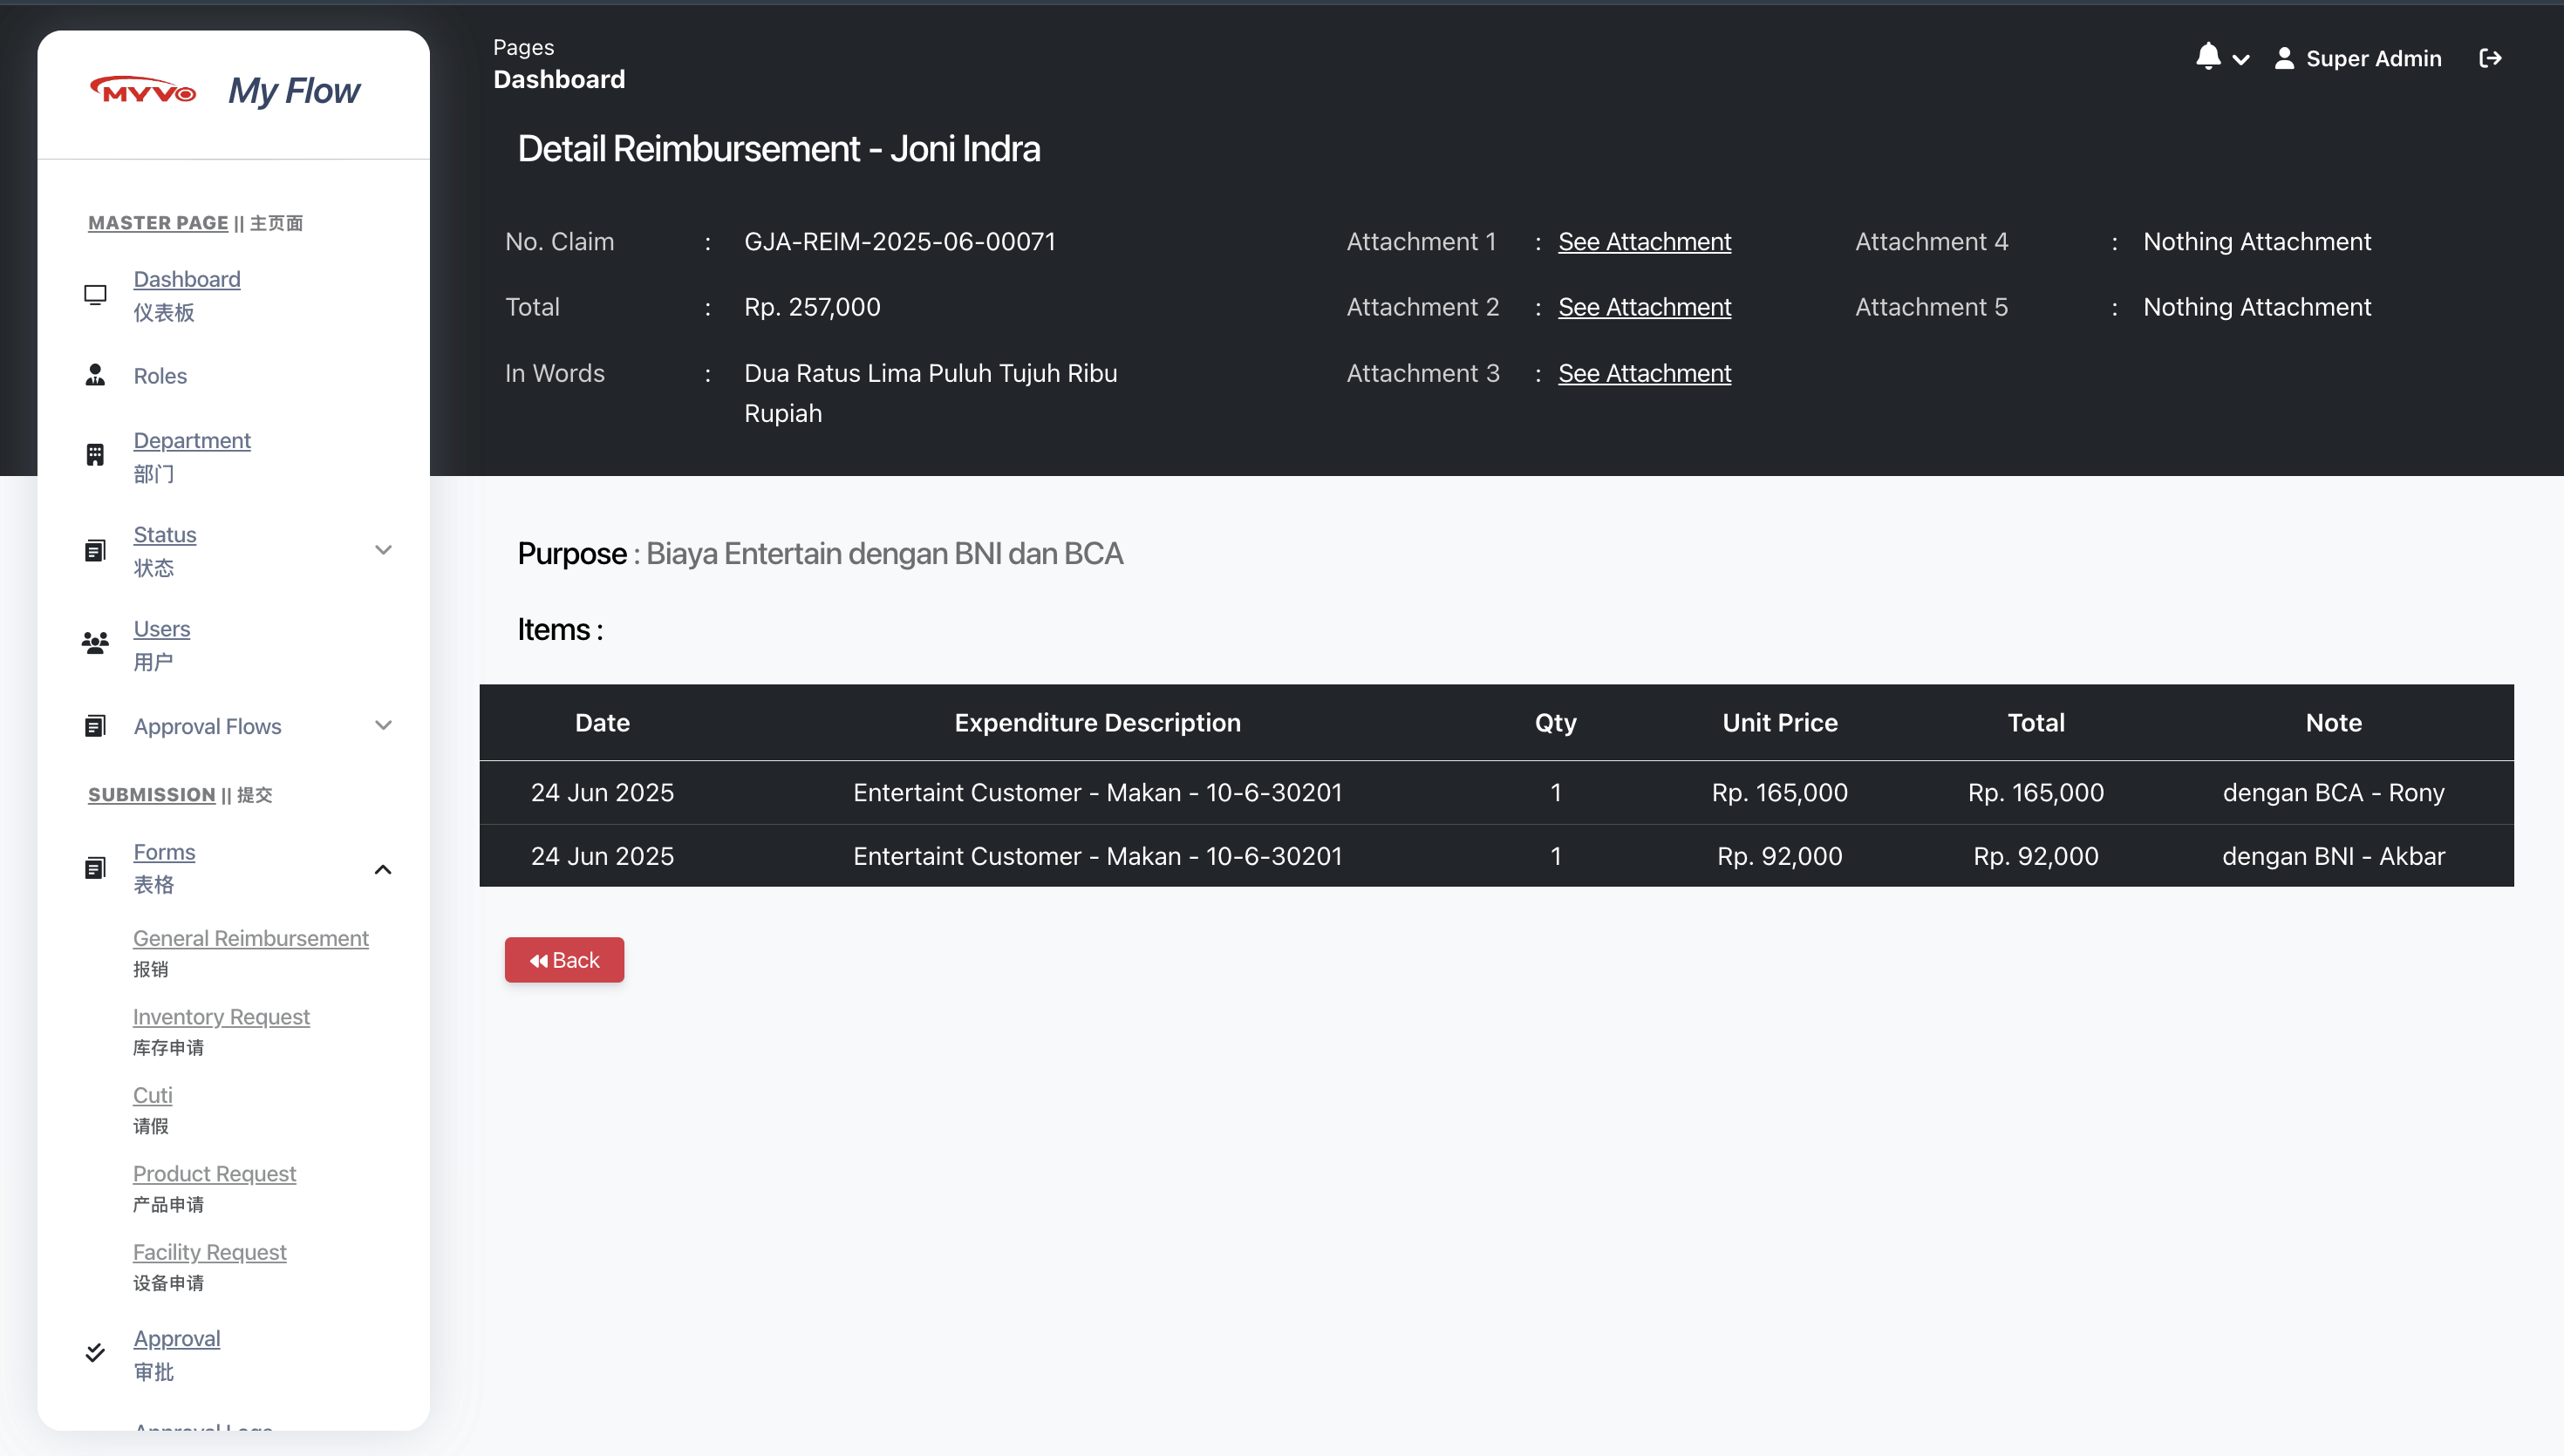 MYVO My Flow
MASTER PAGE || 主页面
Dashboard
仪表板
Roles
Department
部门
Status
状态
Users
用户
Approval Flows
SUBMISSION || 提交
Forms
表格
General Reimbursement
报销
Inventory Request
库存申请
Cuti
请假
Product Request
产品申请
Facility Request
设备申请
Approval
审批
Approval Logs
Pages
Dashboard
Super Admin
Detail Reimbursement - Joni Indra
No. Claim : GJA-REIM-2025-06-00071
Total : Rp. 257,000
In Words : Dua Ratus Lima Puluh Tujuh Ribu
Rupiah
Attachment 1 : See Attachment
Attachment 2 : See Attachment
Attachment 3 : See Attachment
Attachment 4 : Nothing Attachment
Attachment 5 : Nothing Attachment
Purpose : Biaya Entertain dengan BNI dan BCA
Items :
Date Expenditure Description Qty Unit Price Total Note
24 Jun 2025 Entertaint Customer - Makan - 10-6-30201 1 Rp. 165,000 Rp. 165,000 dengan BCA - Rony
24 Jun 2025 Entertaint Customer - Makan - 10-6-30201 1 Rp. 92,000 Rp. 92,000 dengan BNI - Akbar
Back